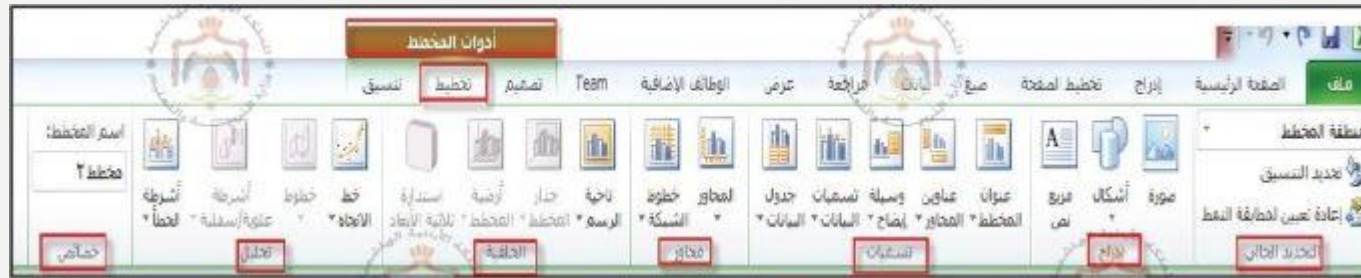 أدوات المخطط
ملف الصفحة الرئيسية إدراج تخطيط لصفحة صيغ بيانات مراجعة عرض الوظائف الإضافية Team تصميم تخطيط تنسيق
منطقة المخطط
تحديد التنسيق
إعادة تعيين لمطابقة النمط
صورة
أشكال
مربع نص
عنوان المخطط
عناوين المحاور
وسيلة إيضاح
تسميات البيانات
جدول البيانات
المحاور
خطوط الشبكة
ناحية الرسم
جدار المخطط
أرضية المخطط
استدارة ثلاثية الأبعاد
خط الاتجاه
خطوط
أشرطة علوية/سفلية
أشرطة الخطأ
اسم المخطط:
مخطط ٢
التحديد الحالي إدراج تسميات محاور الخلفية تحليل خصائص